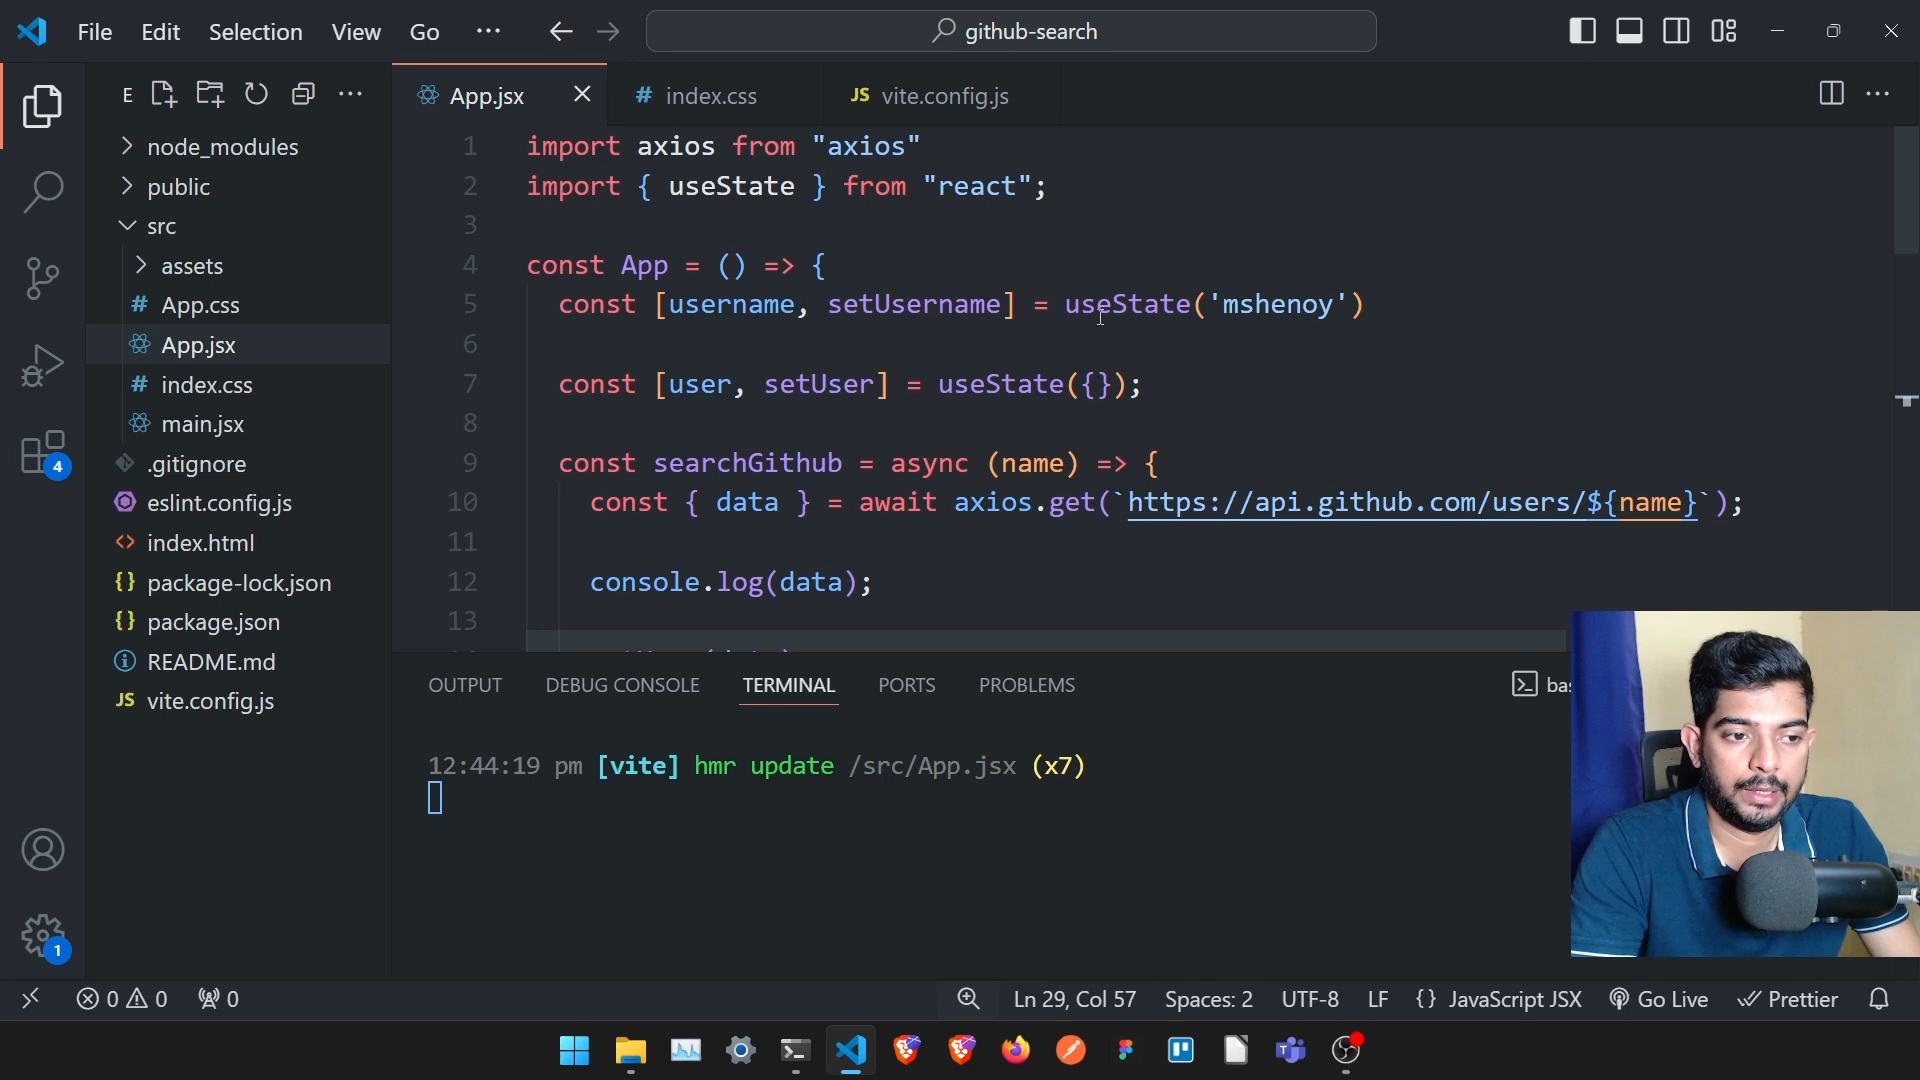 File Edit Selection View Go ··· github-search
E
App.jsx # index.css JS vite.config.js
node_modules
public
src
assets
# App.css
App.jsx
# index.css
main.jsx
.gitignore
eslint.config.js
<> index.html
{} package-lock.json
{} package.json
README.md
JS vite.config.js
4
1
1 import axios from "axios"
2 import { useState } from "react";
3
4 const App = () => {
5 const [username, setUsername] = useState('mshenoy')
6
7 const [user, setUser] = useState({});
8
9 const searchGithub = async (name) => {
10 const { data } = await axios.get(`https://api.github.com/users/${name}`);
11
12 console.log(data);
13
OUTPUT DEBUG CONSOLE TERMINAL PORTS PROBLEMS
12:44:19 pm [vite] hmr update /src/App.jsx (x7)
0 0 0 Ln 29, Col 57 Spaces: 2 UTF-8 LF {} JavaScript JSX Go Live Prettier